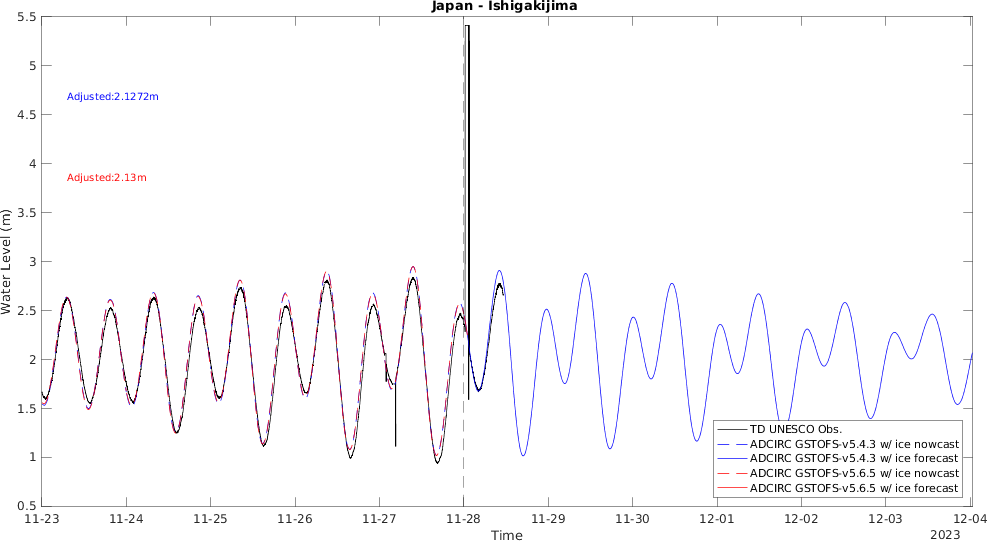 Japan - Ishigakijima
5.5
5
4.5
4
3.5
3
2.5
2
1.5
1
0.5
Water Level (m)
Adjusted:2.1272m
Adjusted:2.13m
TD UNESCO Obs.
ADCIRC GSTOFS-v5.4.3 w/ ice nowcast
ADCIRC GSTOFS-v5.4.3 w/ ice forecast
ADCIRC GSTOFS-v5.6.5 w/ ice nowcast
ADCIRC GSTOFS-v5.6.5 w/ ice forecast
11-23 11-24 11-25 11-26 11-27 11-28 11-29 11-30 12-01 12-02 12-03 12-04
Time
2023